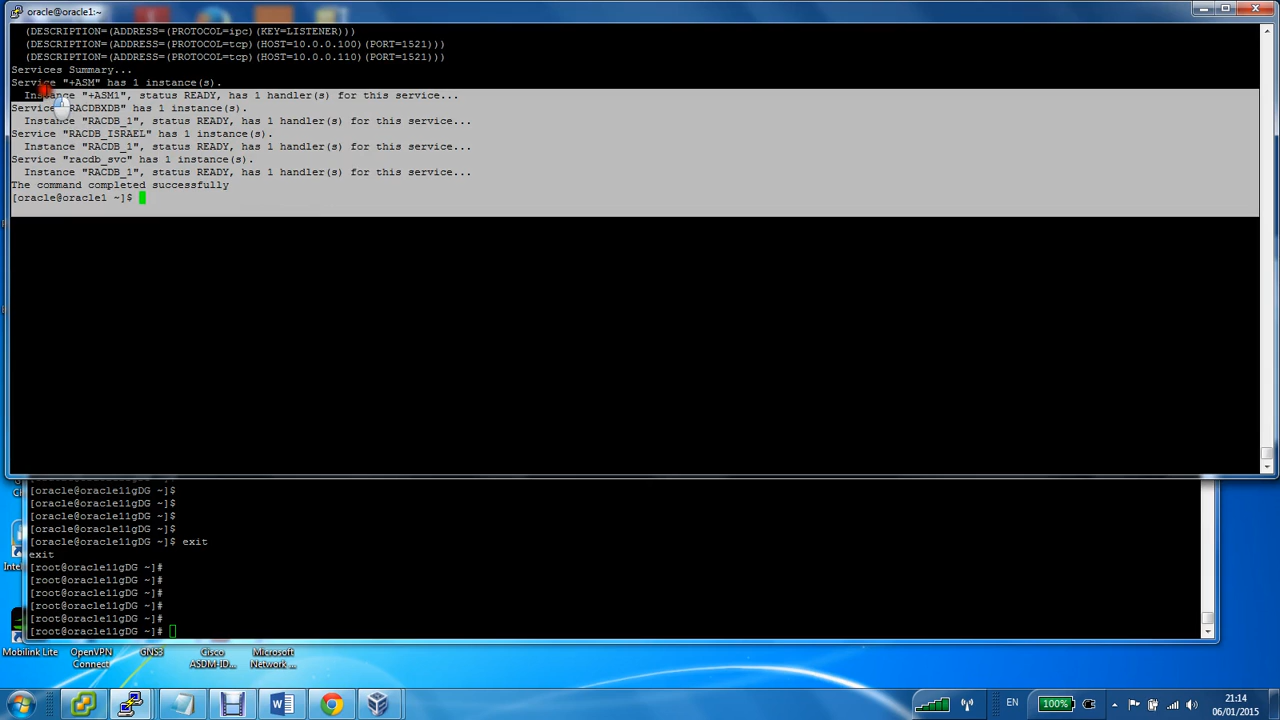 oracle@oracle1:~
(DESCRIPTION=(ADDRESS=(PROTOCOL=ipc)(KEY=LISTENER)))
(DESCRIPTION=(ADDRESS=(PROTOCOL=tcp)(HOST=10.0.0.100)(PORT=1521)))
(DESCRIPTION=(ADDRESS=(PROTOCOL=tcp)(HOST=10.0.0.110)(PORT=1521)))
Services Summary...
Service "+ASM" has 1 instance(s).
Instance "+ASM1", status READY, has 1 handler(s) for this service...
Service "RACDBXDB" has 1 instance(s).
Instance "RACDB_1", status READY, has 1 handler(s) for this service...
Service "RACDB_ISRAEL" has 1 instance(s).
Instance "RACDB_1", status READY, has 1 handler(s) for this service...
Service "racdb_svc" has 1 instance(s).
Instance "RACDB_1", status READY, has 1 handler(s) for this service...
The command completed successfully
[oracle@oracle1 ~]$
[oracle@oracle11gDG ~]$
[oracle@oracle11gDG ~]$
[oracle@oracle11gDG ~]$
[oracle@oracle11gDG ~]$
[oracle@oracle11gDG ~]$ exit
exit
[root@oracle11gDG ~]#
[root@oracle11gDG ~]#
[root@oracle11gDG ~]#
[root@oracle11gDG ~]#
[root@oracle11gDG ~]#
[root@oracle11gDG ~]#
Mobilink Lite
OpenVPN Connect
GNS3
Cisco ASDM-ID...
Microsoft Network ...
EN
100%
21:14
06/01/2015